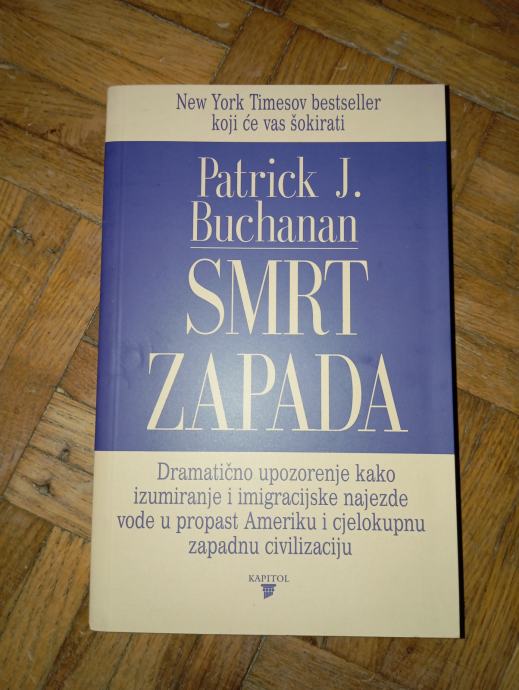 New York Timesov bestseller
koji će vas šokirati
Patrick J.
Buchanan
SMRT
ZAPADA
Dramatično upozorenje kako
izumiranje i imigracijske najezde
vode u propast Ameriku i cjelokupnu
zapadnu civilizaciju
KAPITOL